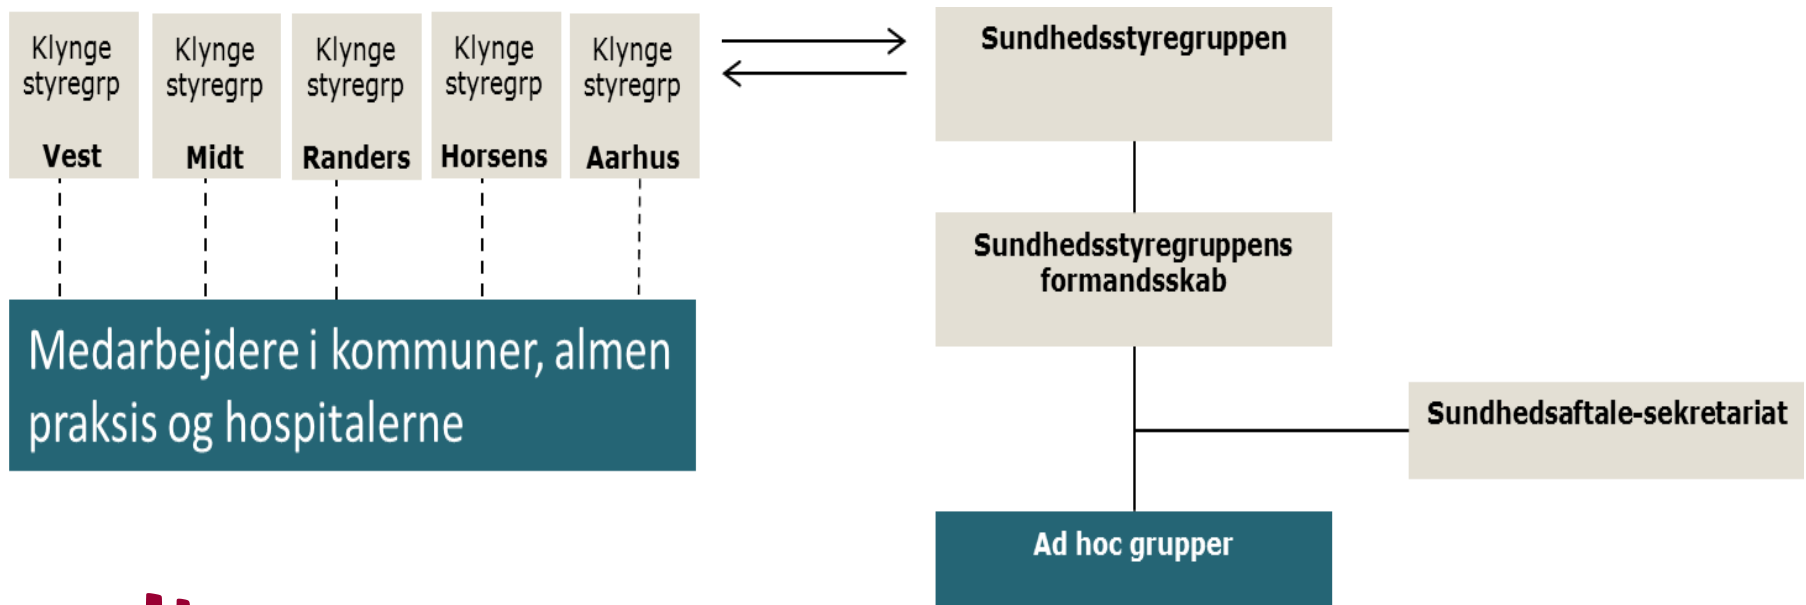 Klynge
styregrp
Vest
Klynge
styregrp
Midt
Klynge
styregrp
Randers
Klynge
styregrp
Horsens
Klynge
styregrp
Aarhus
Medarbejdere i kommuner, almen
praksis og hospitalerne
Sundhedsstyregruppen
Sundhedsstyregruppens
formandsskab
Sundhedsaftale-sekretariat
Ad hoc grupper